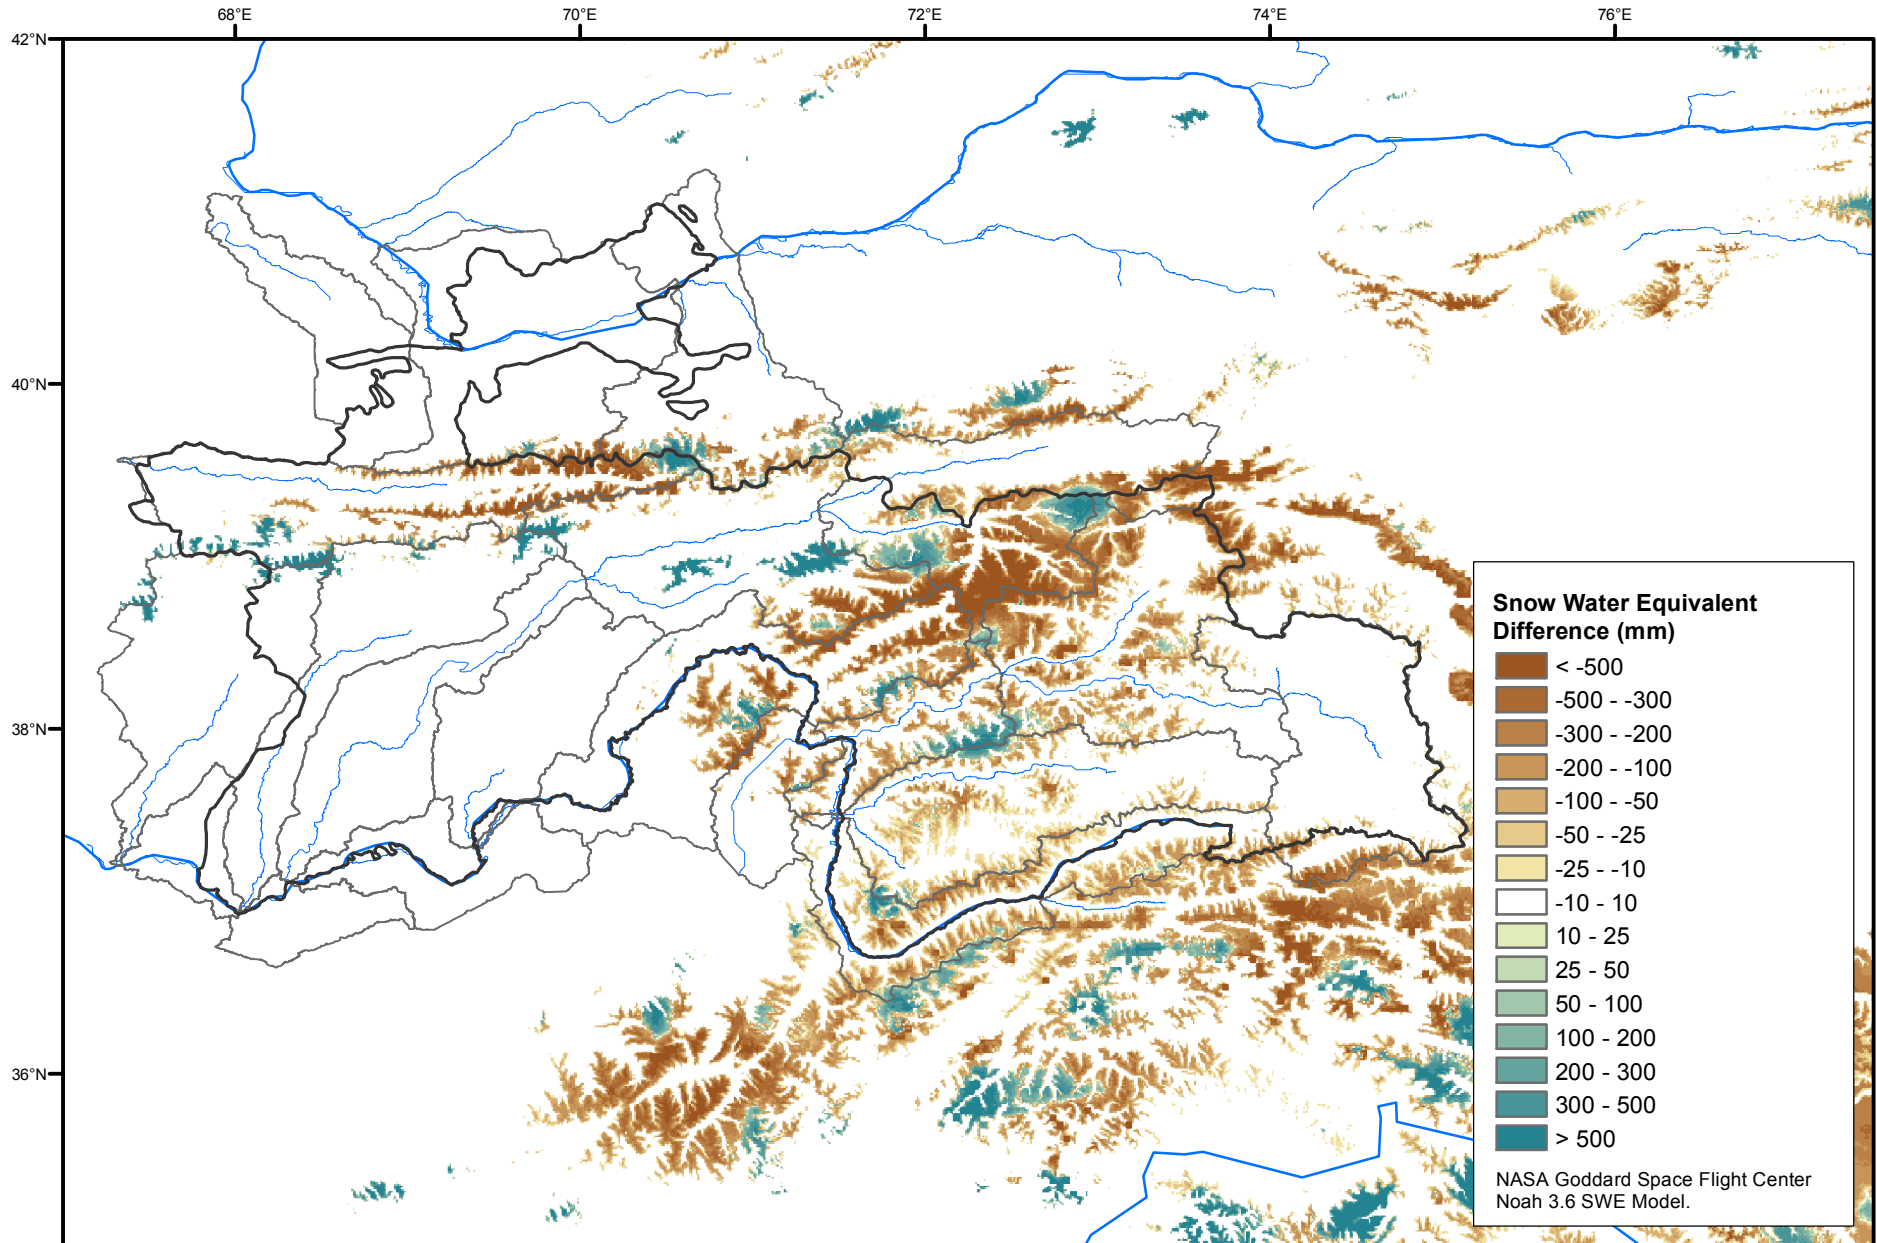 68°E 70°E 72°E 74°E 76°E
42°N
40°N
38°N
36°N
Snow Water Equivalent
Difference (mm)
< -500
-500 - -300
-300 - -200
-200 - -100
-100 - -50
-50 - -25
-25 - -10
-10 - 10
10 - 25
25 - 50
50 - 100
100 - 200
200 - 300
300 - 500
> 500
NASA Goddard Space Flight Center
Noah 3.6 SWE Model.